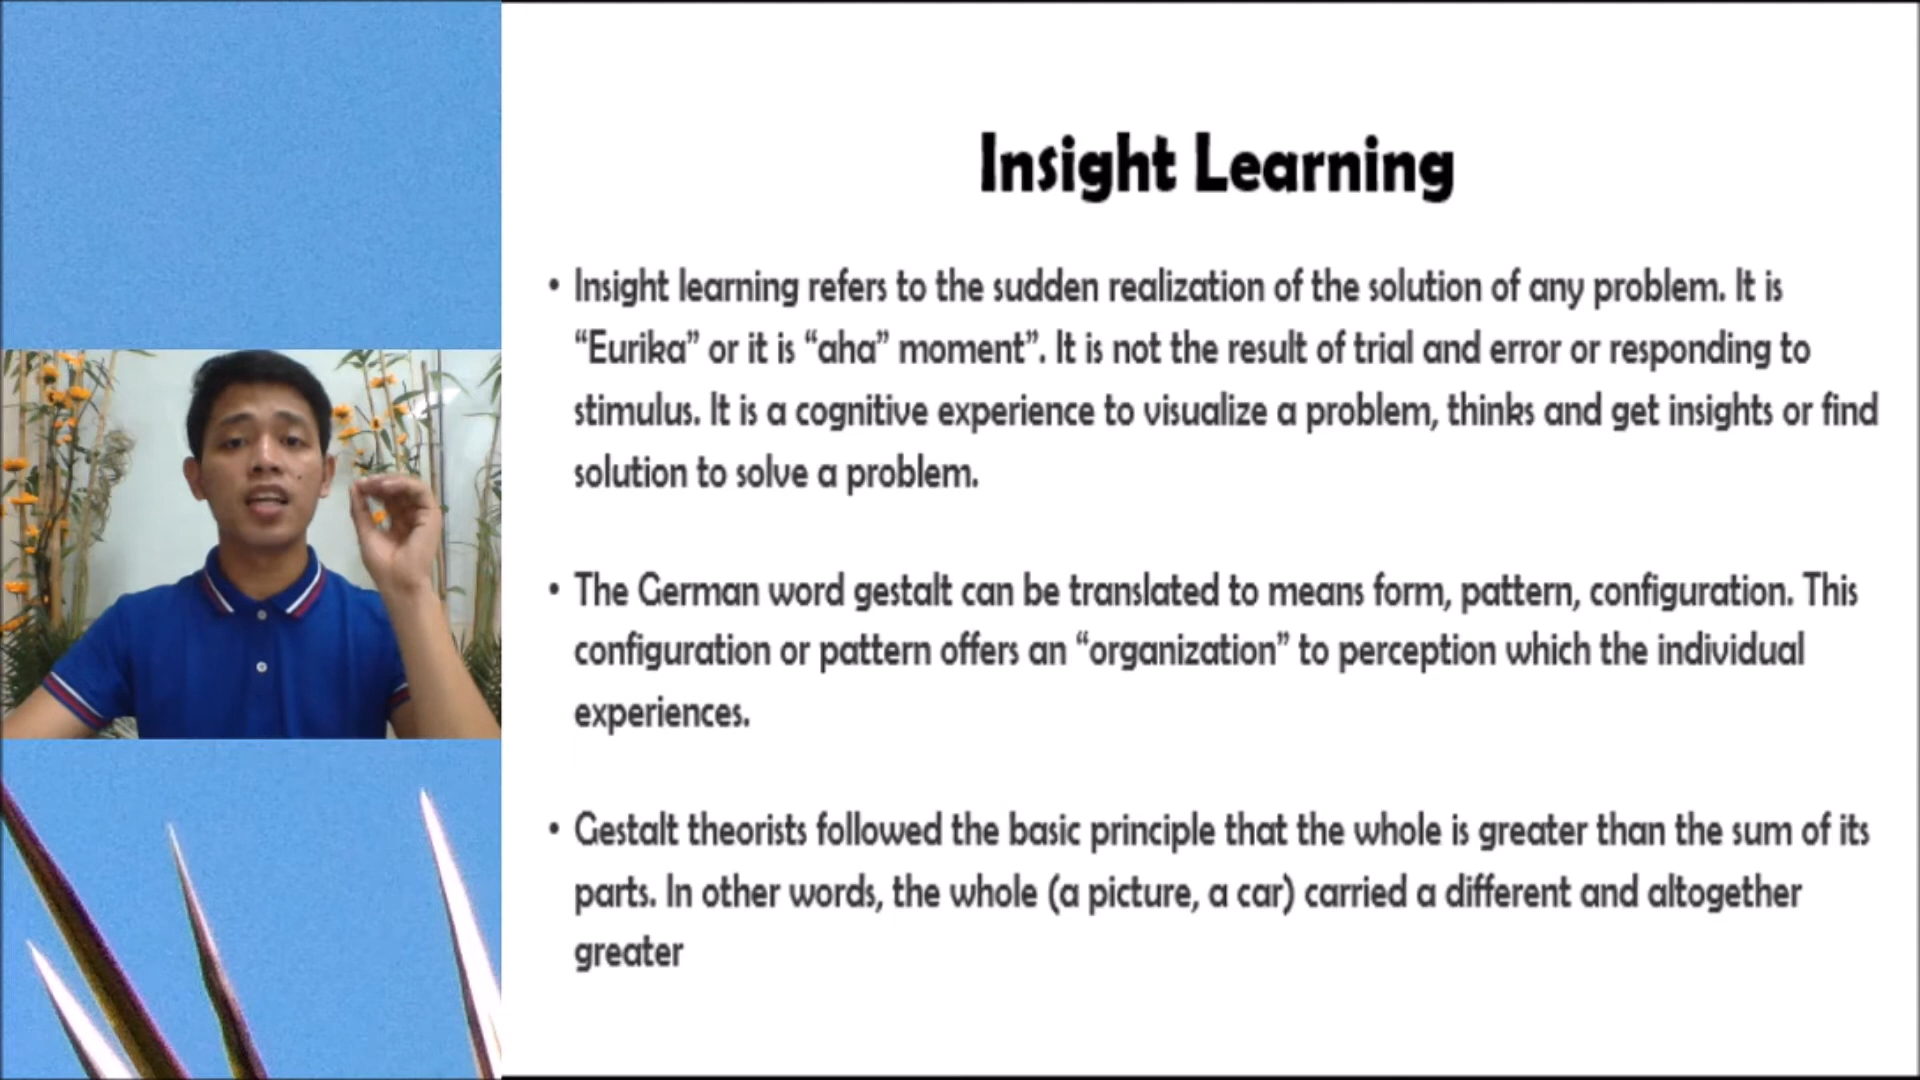 Insight Learning
• Insight learning refers to the sudden realization of the solution of any problem. It is
“Eurika” or it is “aha” moment”. It is not the result of trial and error or responding to
stimulus. It is a cognitive experience to visualize a problem, thinks and get insights or find
solution to solve a problem.
• The German word gestalt can be translated to means form, pattern, configuration. This
configuration or pattern offers an “organization” to perception which the individual
experiences.
• Gestalt theorists followed the basic principle that the whole is greater than the sum of its
parts. In other words, the whole (a picture, a car) carried a different and altogether
greater